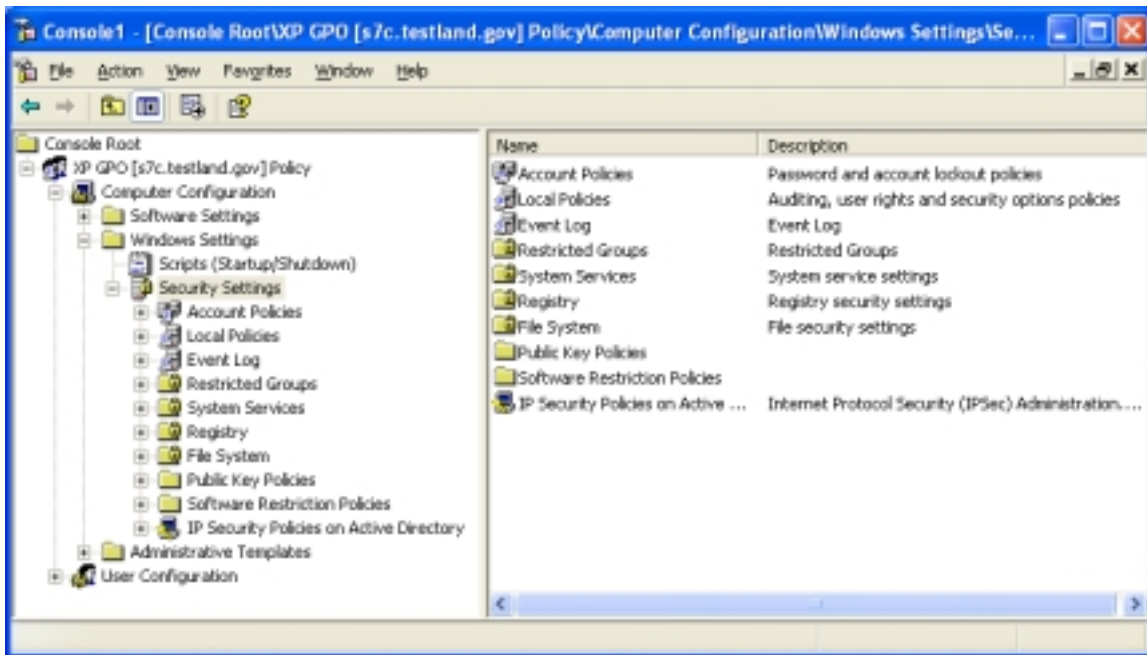 Console1 - [Console Root\XP GPO [s7c.testland.gov] Policy\Computer Configuration\Windows Settings\Se...
File Action View Favorites Window Help
Console Root
XP GPO [s7c.testland.gov] Policy
Computer Configuration
Software Settings
Windows Settings
Scripts (Startup/Shutdown)
Security Settings
Account Policies
Local Policies
Event Log
Restricted Groups
System Services
Registry
File System
Public Key Policies
Software Restriction Policies
IP Security Policies on Active Directory
Administrative Templates
User Configuration
Name Description
Account Policies Password and account lockout policies
Local Policies Auditing, user rights and security options policies
Event Log Event Log
Restricted Groups Restricted Groups
System Services System service settings
Registry Registry security settings
File System File security settings
Public Key Policies
Software Restriction Policies
IP Security Policies on Active ... Internet Protocol Security (IPSec) Administration....